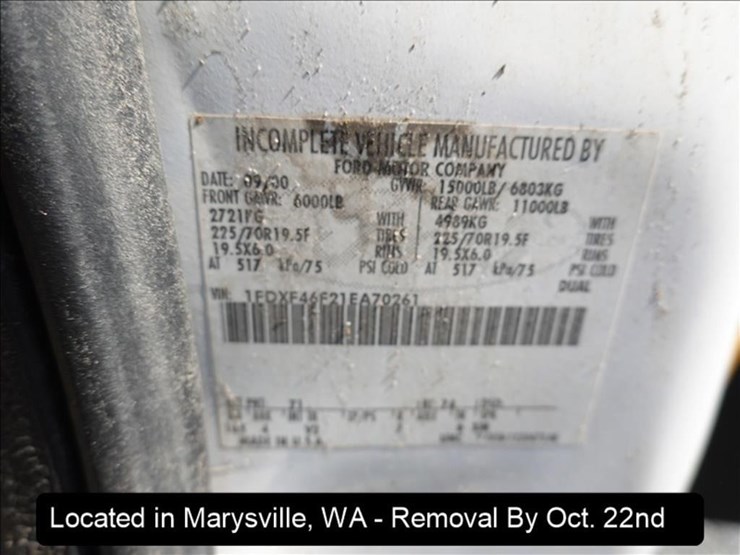 INCOMPLETE VEHICLE MANUFACTURED BY
FORD MOTOR COMPANY
DATE: 09/00 GVWR: 15000LB/ 6803KG
FRONT GAWR: 6000LB REAR GAWR: 11000LB
2721KG WITH 4989KG WITH
225/70R19.5F TIRES 225/70R19.5F TIRES
19.5X6.0 RIMS 19.5X6.0 RIMS
AT 517 kPa/75 PSI COLD AT 517 kPa/75 PSI COLD
DUAL
VIN: 1FDXF46F21EA70261
MADE IN U.S.A.
Located in Marysville, WA - Removal By Oct. 22nd